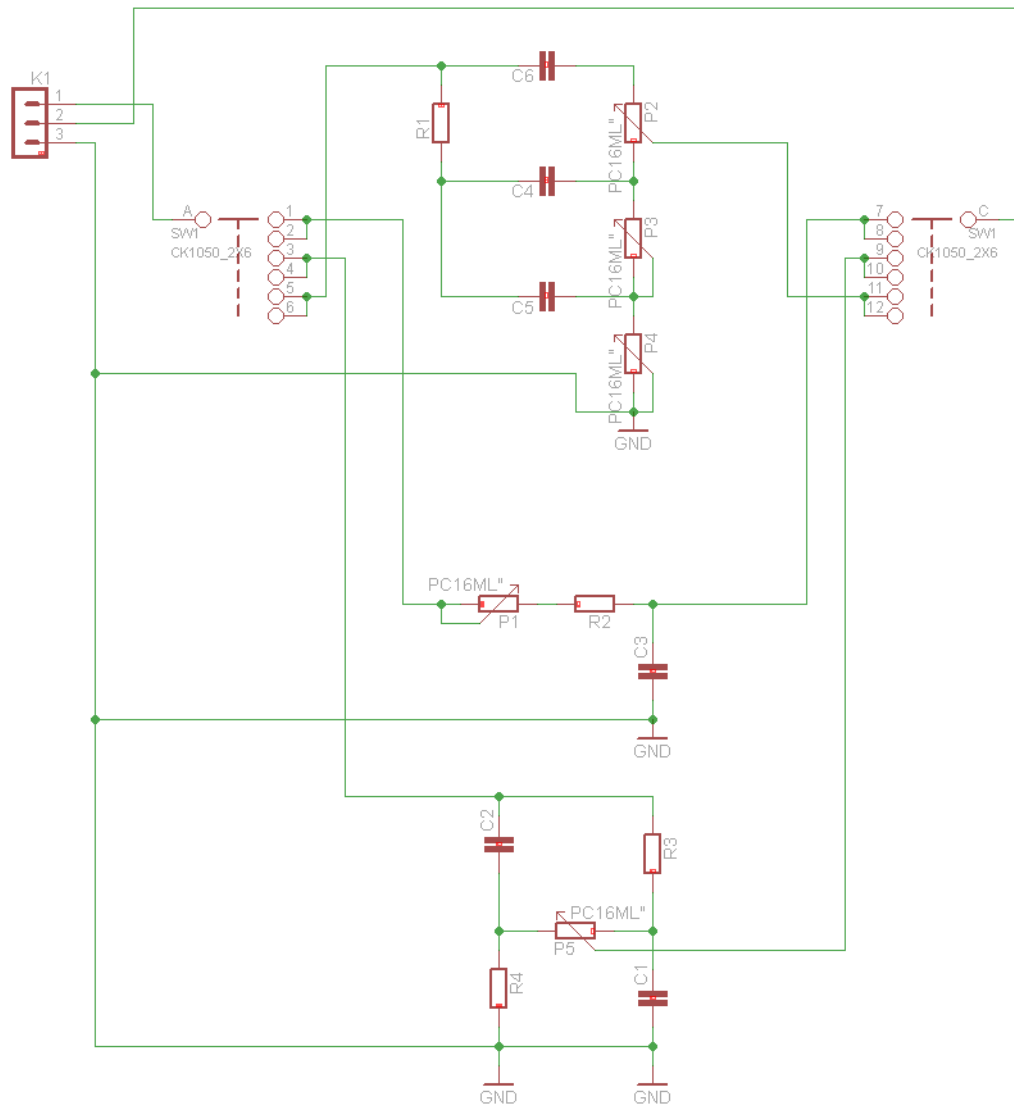 K1
1
2
3
C6
R1
P2
PC16ML"
C4
A
SW1
CK1050_2X6
1
2
3
4
5
6
P3
PC16ML"
C5
P4
PC16ML"
GND
7
8
9
10
11
12
C
SW1
CK1050_2X6
PC16ML"
P1
R2
C3
GND
C2
R3
PC16ML"
P5
R4
C1
GND
GND